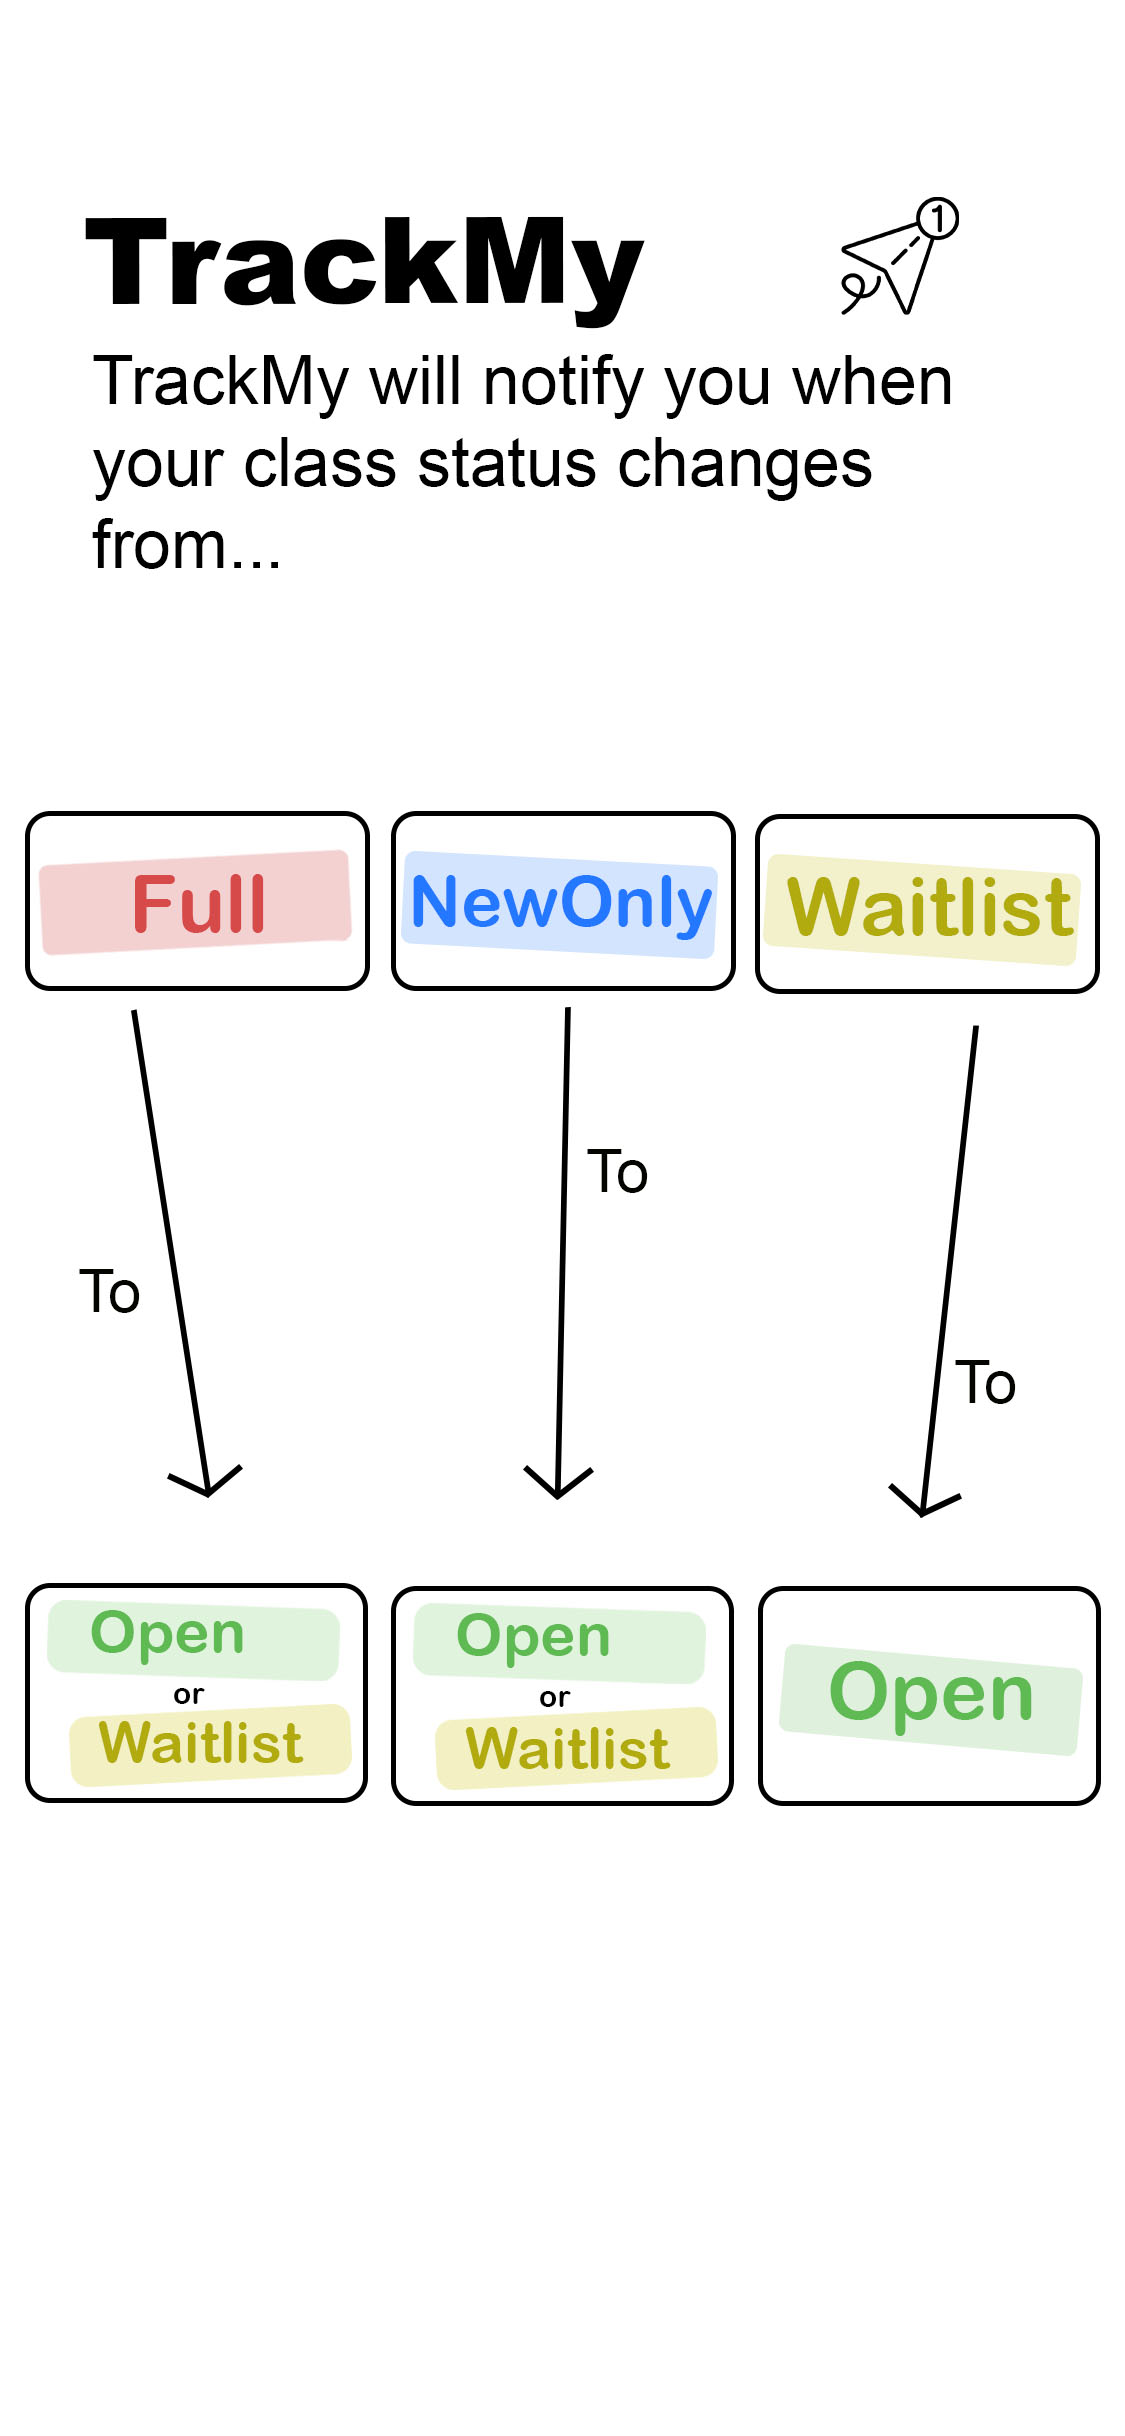 TrackMy
1
TrackMy will notify you when
your class status changes
from...
Full
NewOnly
Waitlist
To
To
To
Open
or
Waitlist
Open
or
Waitlist
Open